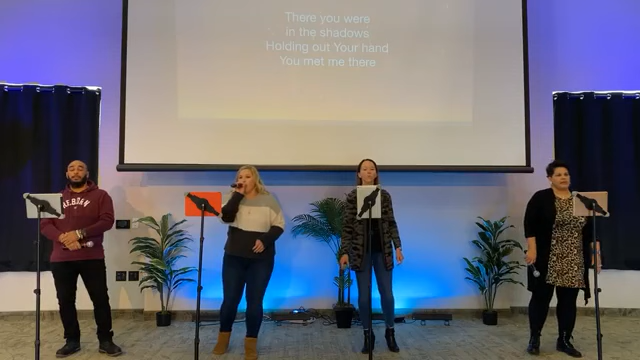 There you were
in the shadows
Holding out Your hand
You met me there